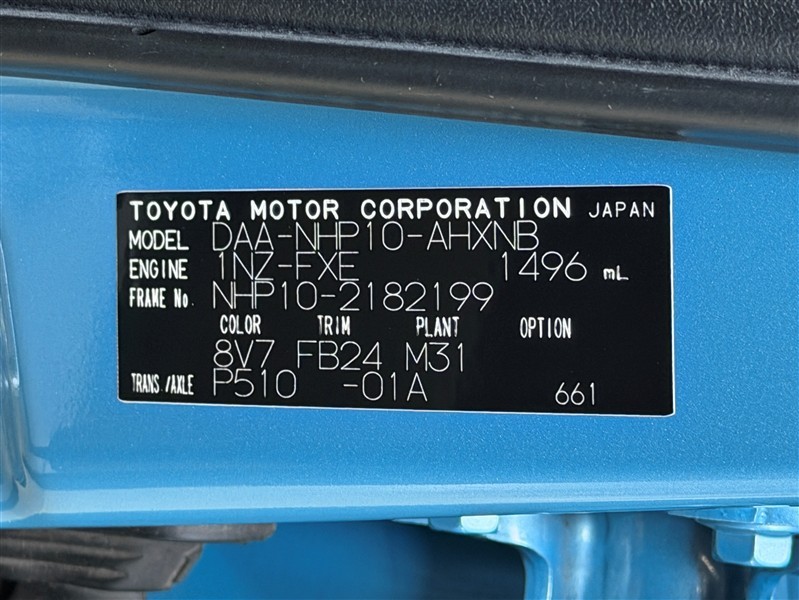 TOYOTA MOTOR CORPORATION JAPAN
MODEL DAA-NHP10-AHXNB
ENGINE 1NZ-FXE 1496 mL
FRAME No. NHP10-2182199
COLOR TRIM PLANT OPTION
8V7 FB24 M31
TRANS./AXLE P510 -01A 661